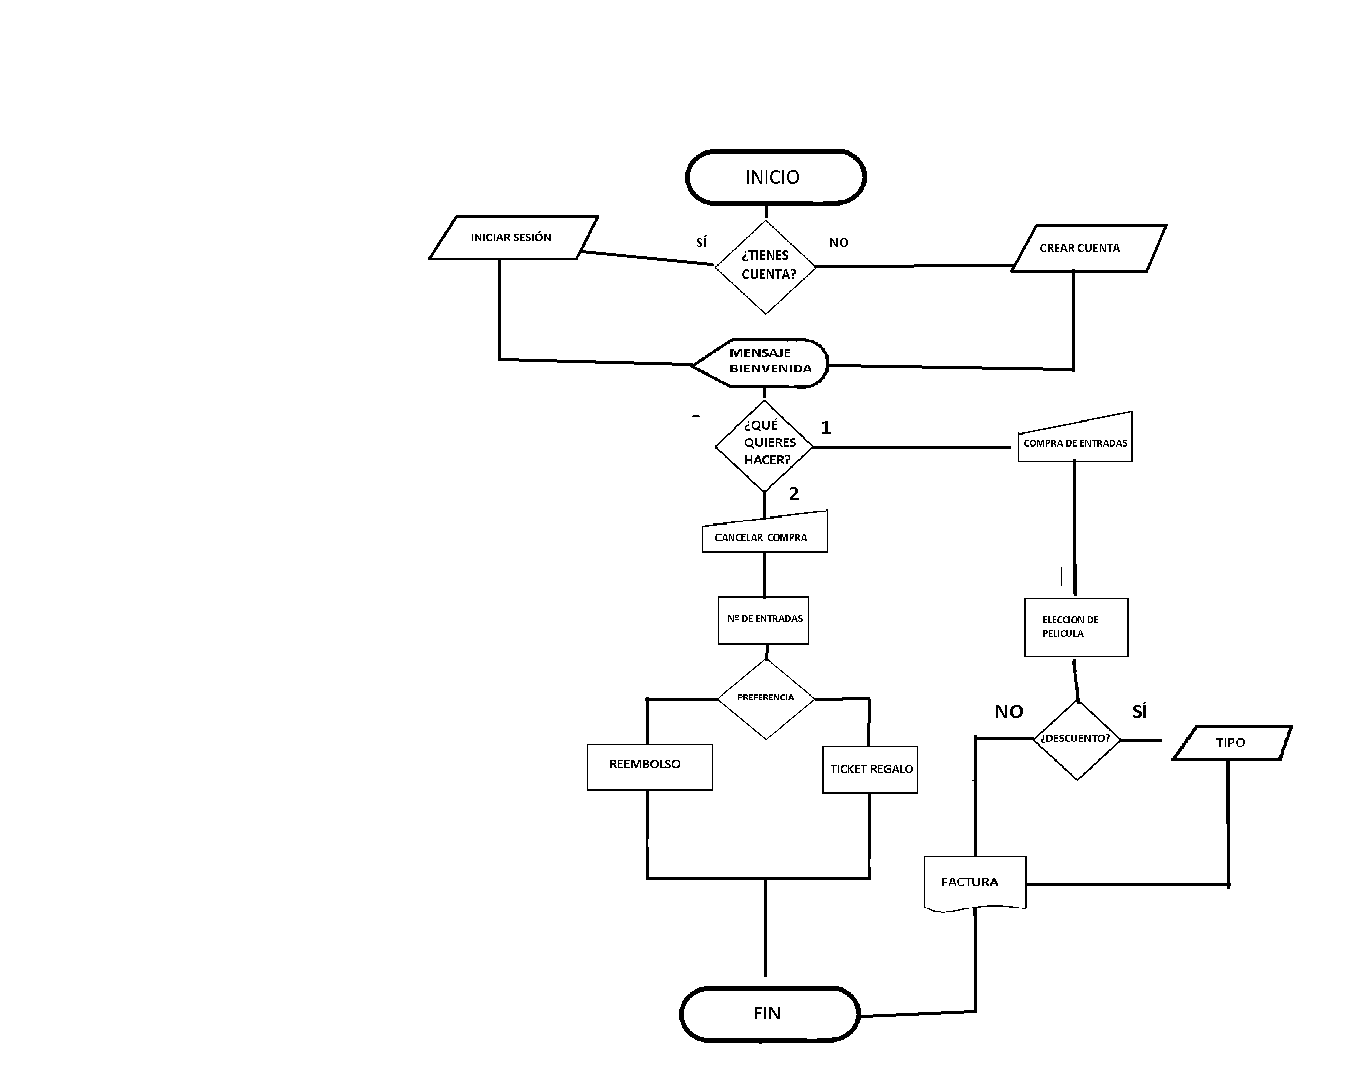 INICIO
INICIAR SESIÓN
SÍ
NO
¿TIENES
CUENTA?
CREAR CUENTA
MENSAJE
BIENVENIDA
¿QUÉ
QUIERES
HACER?
1
COMPRA DE ENTRADAS
2
CANCELAR COMPRA
Nº DE ENTRADAS
ELECCION DE
PELICULA
PREFERENCIA
NO
SÍ
¿DESCUENTO?
TIPO
REEMBOLSO
TICKET REGALO
FACTURA
FIN